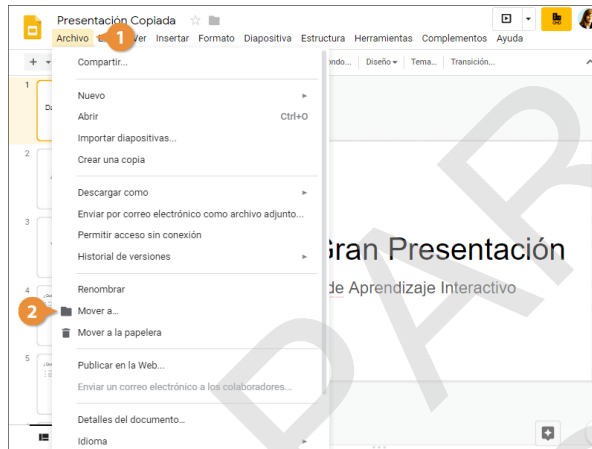 Presentación Copiada
Archivo Ver Insertar Formato Diapositiva Estructura Herramientas Complementos Ayuda
1
Compartir...
Diseño Tema... Transición...
1
Nuevo
Abrir Ctrl+O
Importar diapositivas...
2
Crear una copia
Descargar como
Enviar por correo electrónico como archivo adjunto...
3
Permitir acceso sin conexión
Historial de versiones
Gran Presentación
4
Renombrar
de Aprendizaje Interactivo
2
Mover a...
Mover a la papelera
5
Publicar en la Web...
Enviar un correo electrónico a los colaboradores...
Detalles del documento...
Idioma
PAR